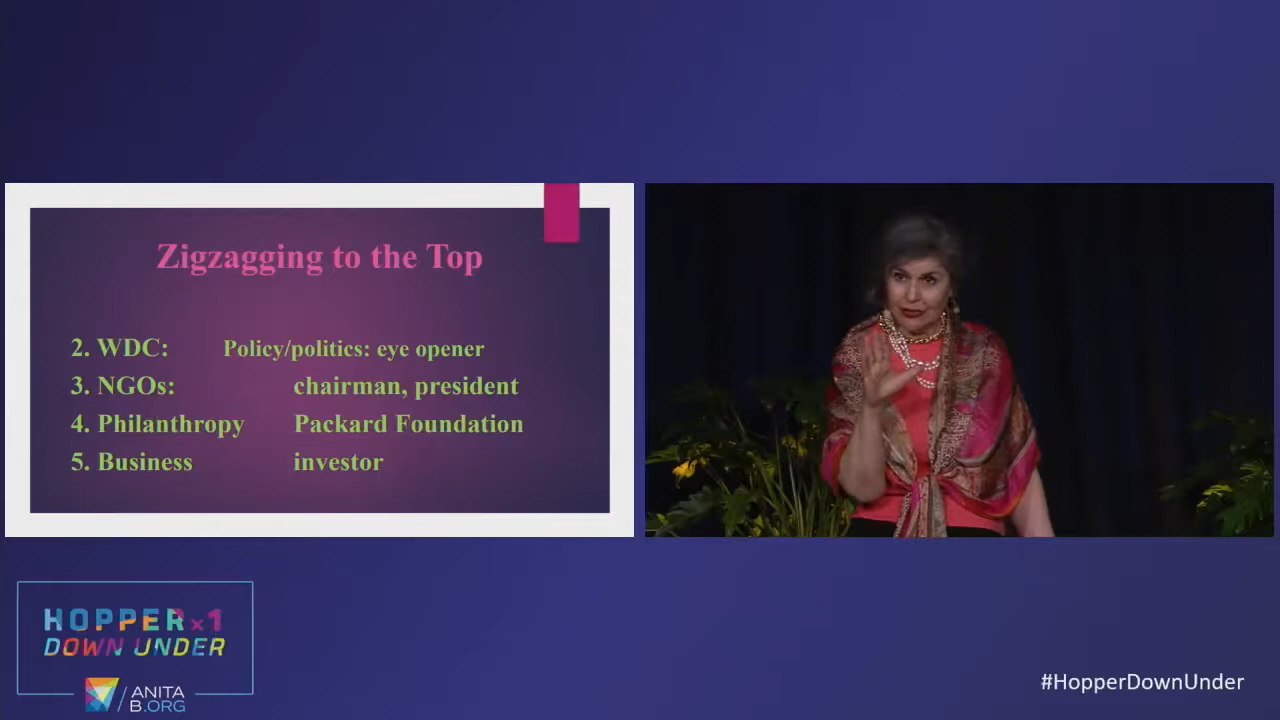 Zigzagging to the Top
2. WDC: Policy/politics: eye opener
3. NGOs: chairman, president
4. Philanthropy Packard Foundation
5. Business investor
HOPPER x1
DOWN UNDER
ANITA
B.ORG
#HopperDownUnder